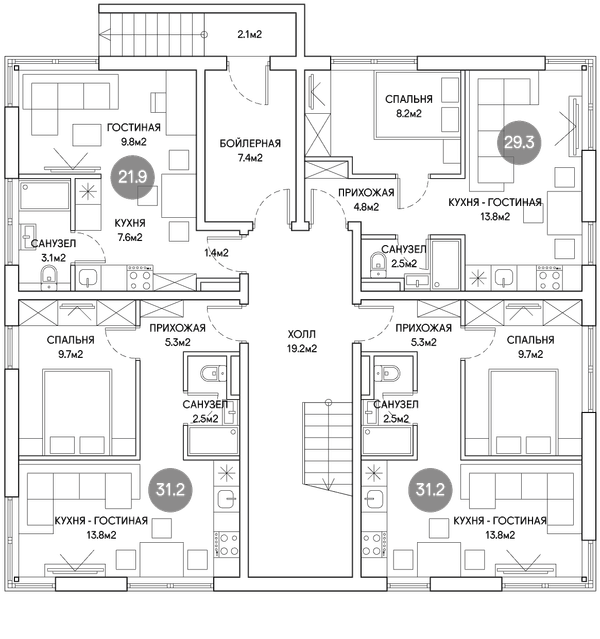 2.1м2
ГОСТИНАЯ
9.8м2
21.9
КУХНЯ
7.6м2
САНУЗЕЛ
3.1м2
1.4м2
БОЙЛЕРНАЯ
7.4м2
СПАЛЬНЯ
8.2м2
29.3
ПРИХОЖАЯ
4.8м2
КУХНЯ - ГОСТИНАЯ
13.8м2
САНУЗЕЛ
2.5м2
СПАЛЬНЯ
9.7м2
ПРИХОЖАЯ
5.3м2
САНУЗЕЛ
2.5м2
31.2
КУХНЯ - ГОСТИНАЯ
13.8м2
ХОЛЛ
19.2м2
ПРИХОЖАЯ
5.3м2
СПАЛЬНЯ
9.7м2
САНУЗЕЛ
2.5м2
31.2
КУХНЯ - ГОСТИНАЯ
13.8м2